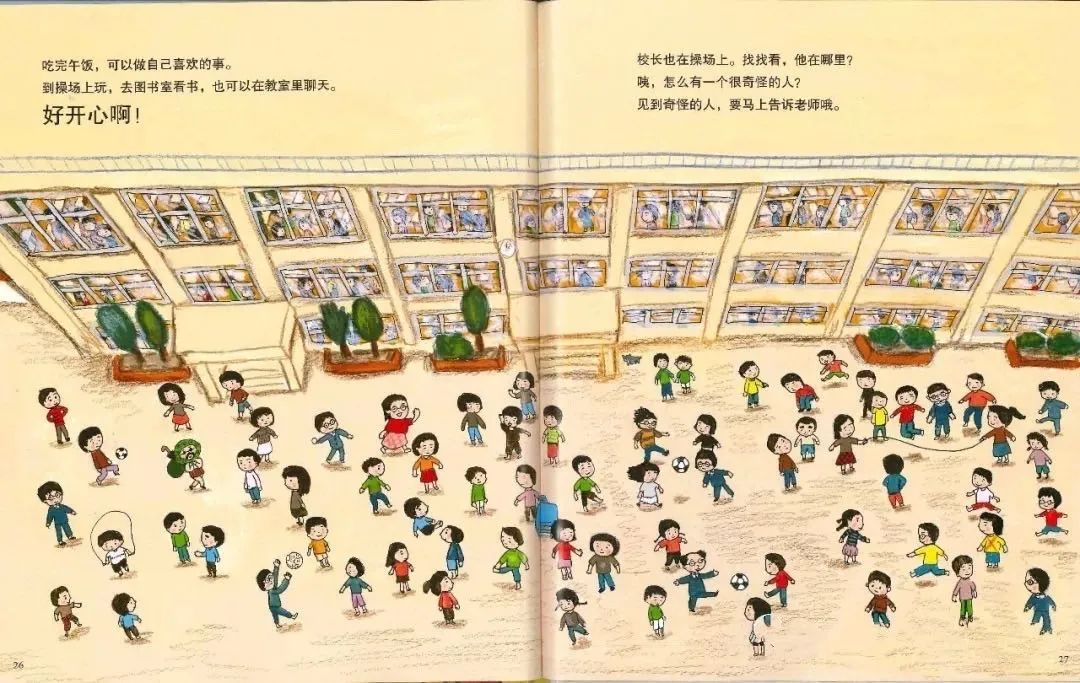 吃完午饭，可以做自己喜欢的事。
到操场上玩，去图书室看书，也可以在教室里聊天。
好开心啊！
校长也在操场上。找找看，他在哪里？
咦，怎么有一个很奇怪的人？
见到奇怪的人，要马上告诉老师哦。
26
27